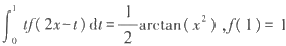 ∫₀¹ tf(2x−t)dt = 1/2 arctan(x²), f(1) = 1